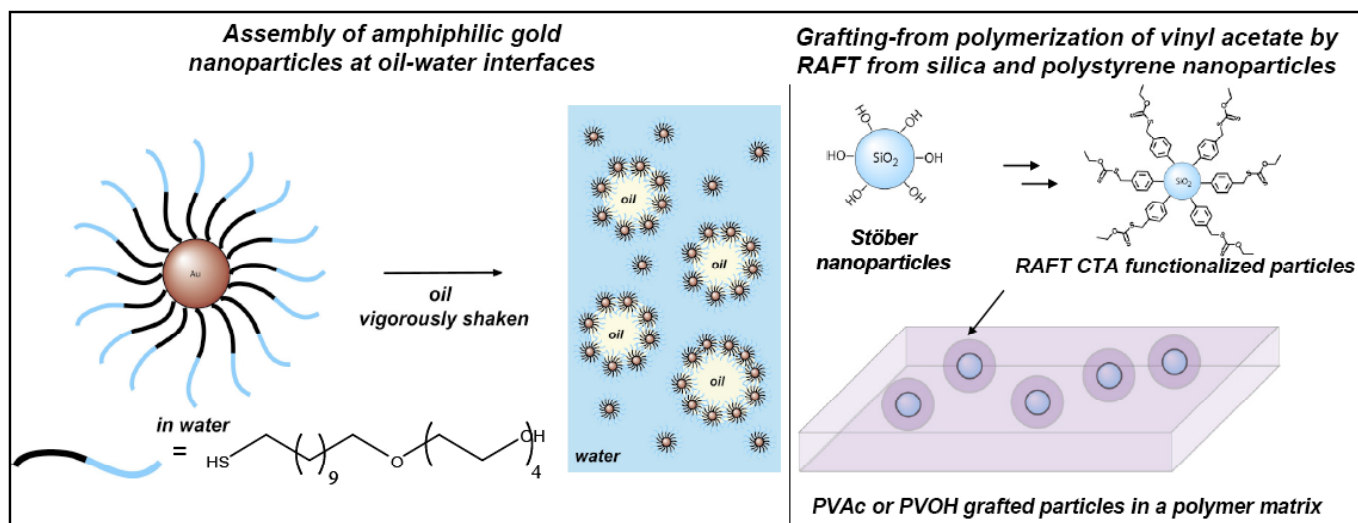 Assembly of amphiphilic gold
nanoparticles at oil-water interfaces
Au
oil
vigorously shaken
in water
=
HS
9
O
OH
4
oil
oil
oil
oil
water
Grafting-from polymerization of vinyl acetate by
RAFT from silica and polystyrene nanoparticles
HO
OH
HO
SiO2
OH
HO
OH
Stöber
nanoparticles
O
S
S
O
S
S
O
S
S
SiO2
S
O
S
O
S
S
S
O
S
RAFT CTA functionalized particles
PVAc or PVOH grafted particles in a polymer matrix